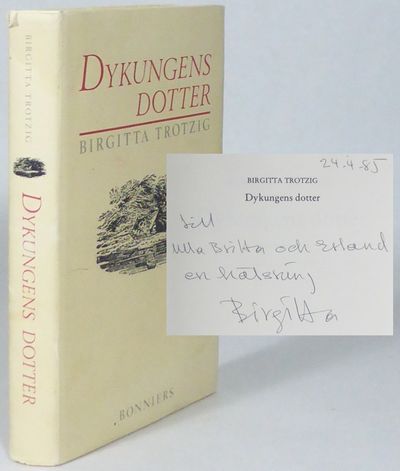 BIRGITTA TROTZIG
DYKUNGENS DOTTER
DYKUNGENS
DOTTER
BIRGITTA TROTZIG
BONNIERS
24-4-85
BIRGITTA TROTZIG
Dykungens dotter
till
Ulla Britta och Erland
en hälsning
Birgitta